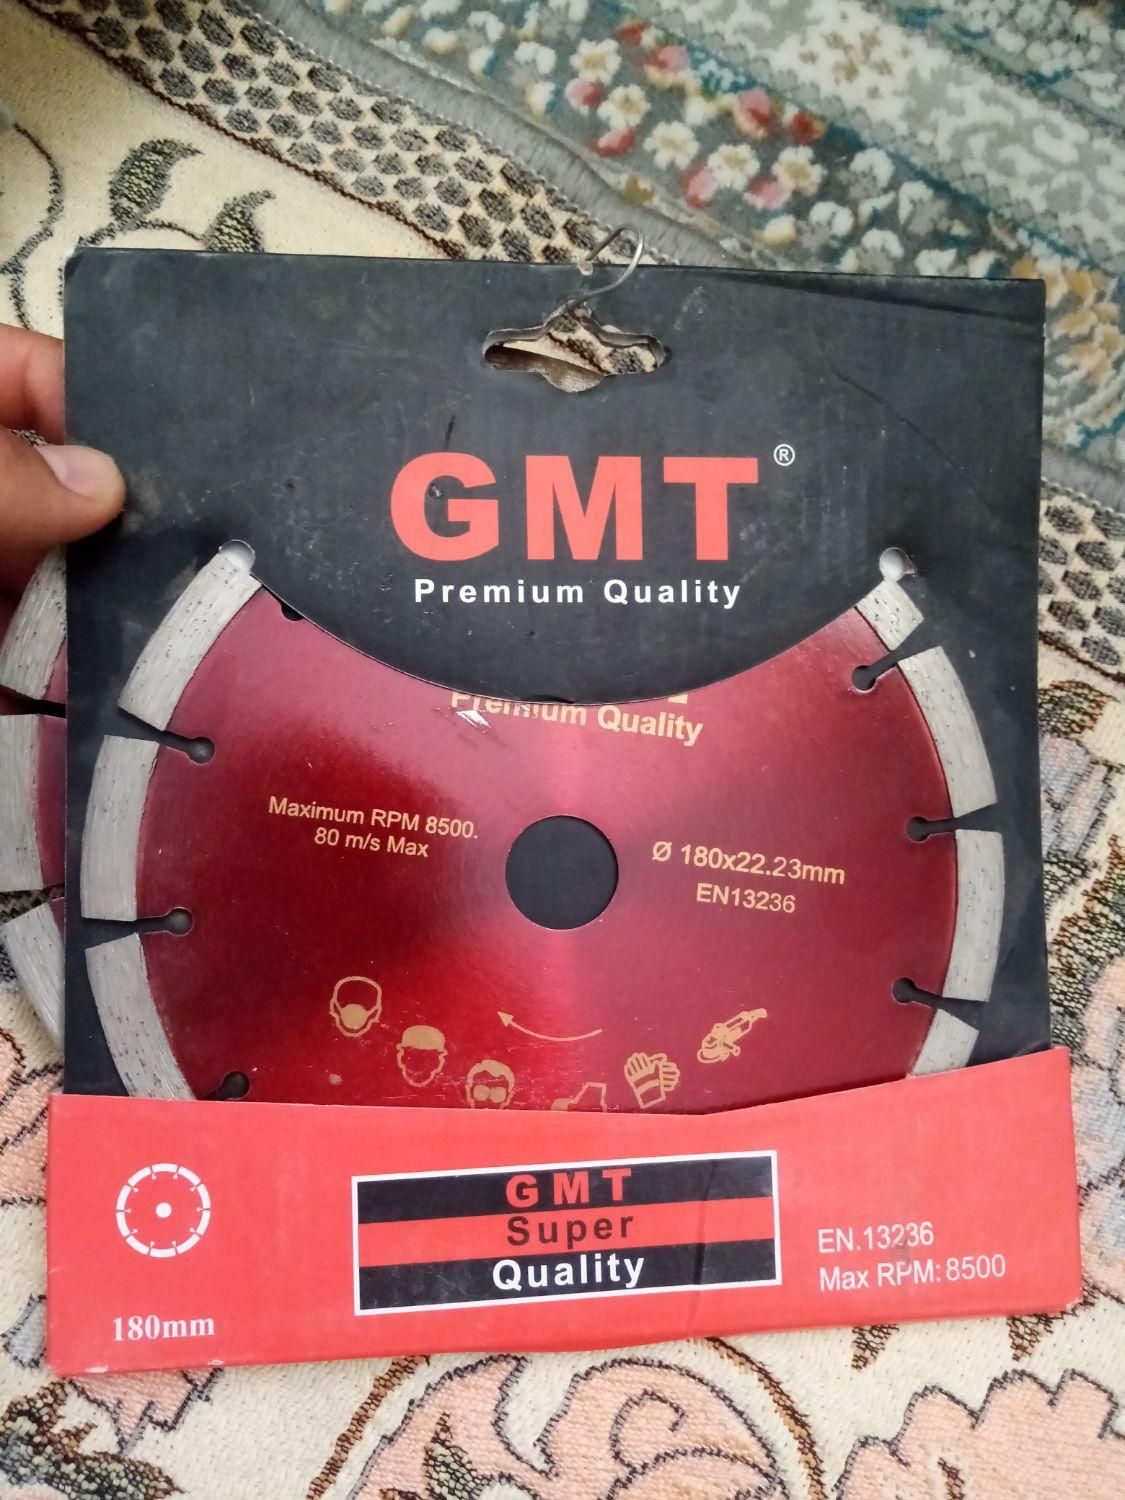 GMT®
Premium Quality
Premium Quality
Maximum RPM 8500.
80 m/s Max
Ø 180x22.23mm
EN13236
GMT
Super
Quality
EN.13236
Max RPM: 8500
180mm